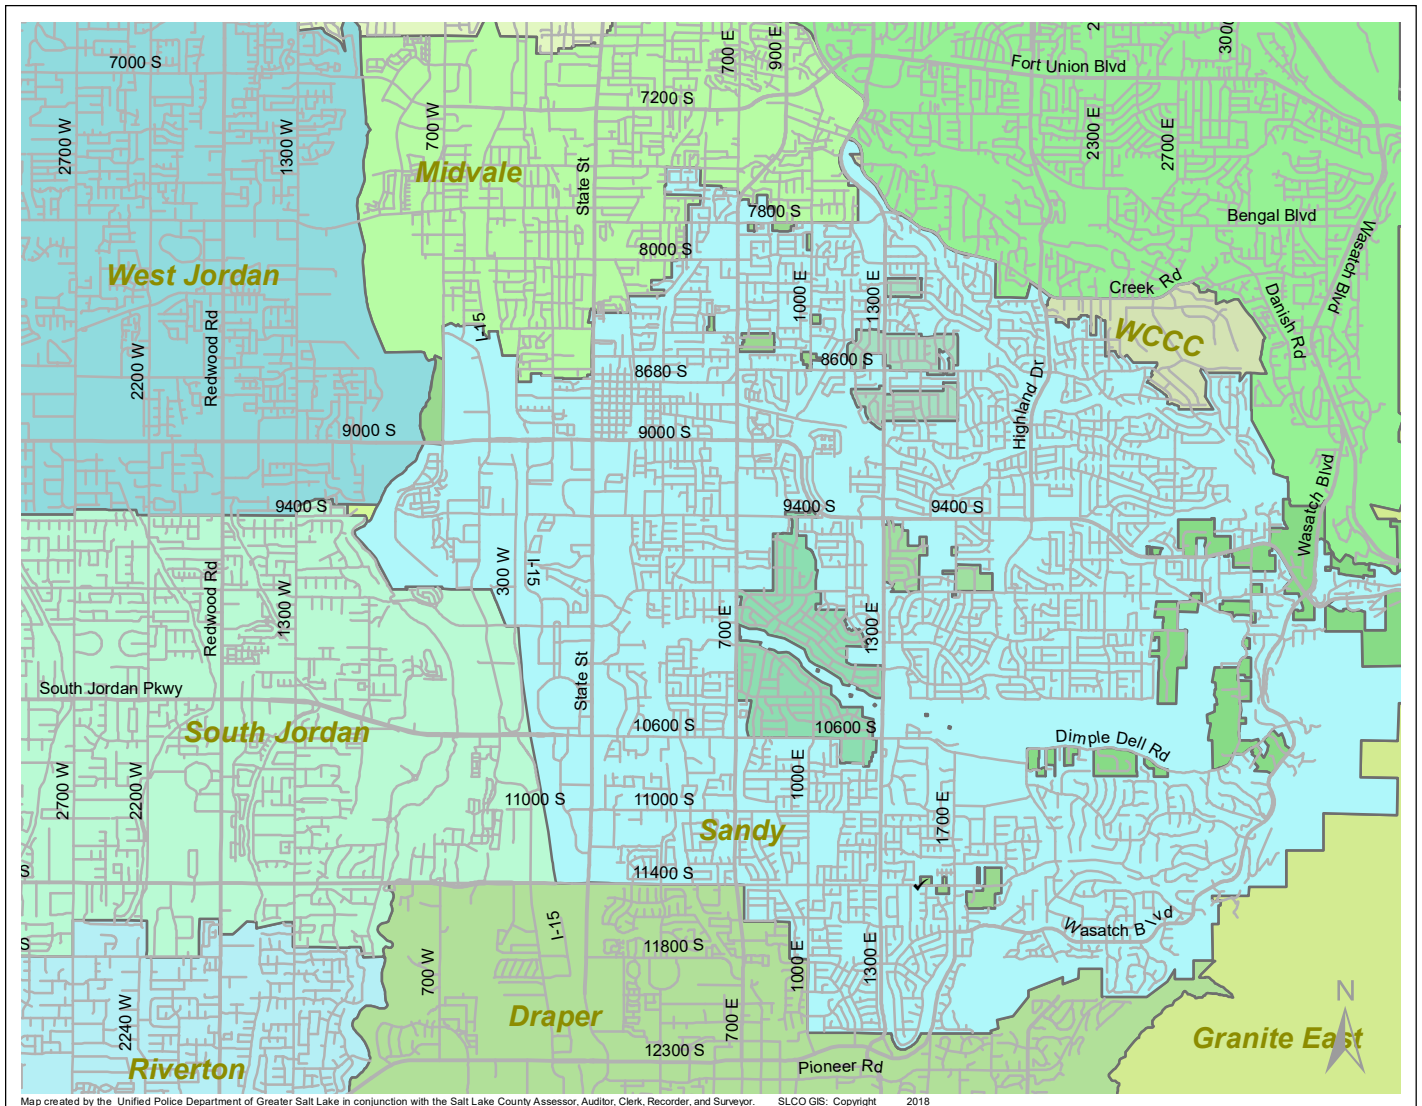 7000 S
700 E
900 E
2
3000
Fort Union Blvd
7200 S
2700 W
1300 W
700 W
2300 E
2700 E
Midvale
State St
7800 S
Bengal Blvd
Wasatch Blvd
8000 S
West Jordan
1000 E
1300 E
Creek Rd
Danish Rd
I-15
WCCC
Redwood Rd
2200 W
8680 S
8600 S
Highland Dr
9000 S
9000 S
9400 S
9400 S
9400 S
Wasatch Blvd
300 W
I-15
Redwood Rd
1300 W
700 E
1300 E
State St
South Jordan Pkwy
South Jordan
10600 S
10600 S
Dimple Dell Rd
2700 W
2200 W
1000 E
11000 S
11000 S
1700 E
Sandy
S
11400 S
I-15
Wasatch Blvd
S
11800 S
700 W
1000 E
1300 E
2240 W
Draper
700 E
N
Granite East
12300 S
Pioneer Rd
Riverton
Map created by the Unified Police Department of Greater Salt Lake in conjunction with the Salt Lake County Assessor, Auditor, Clerk, Recorder, and Surveyor. SLCO GIS: Copyright 2018